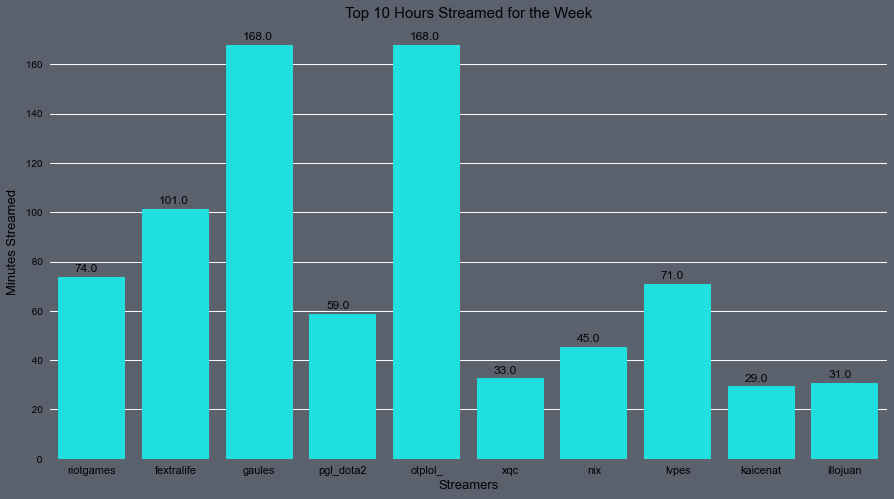 Top 10 Hours Streamed for the Week
Minutes Streamed
160
140
120
100
80
60
40
20
0
74.0
101.0
168.0
59.0
168.0
33.0
45.0
71.0
29.0
31.0
riotgames
fextralife
gaules
pgl_dota2
otplol_
xqc
nix
lvpes
kaicenat
illojuan
Streamers